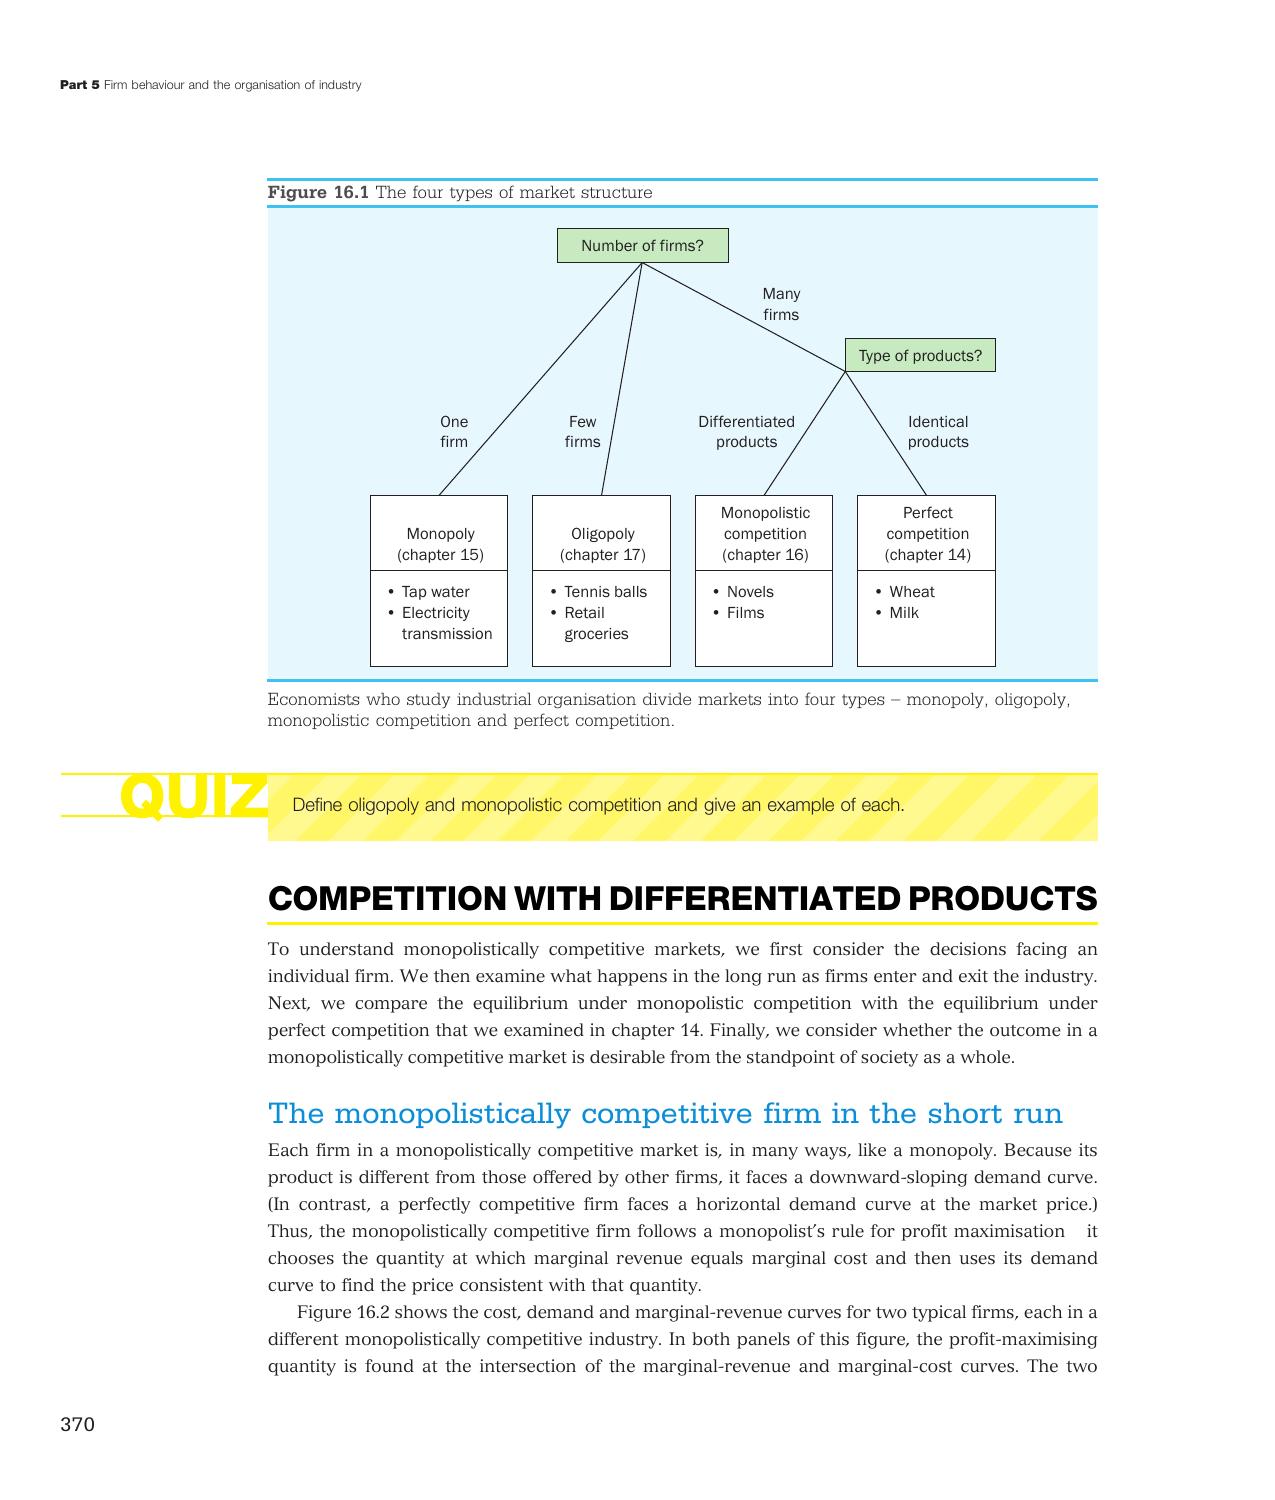 Part 5 Firm behaviour and the organisation of industry
Figure 16.1 The four types of market structure
Number of firms?
Many
firms
Type of products?
One
firm
Few
firms
Differentiated
products
Identical
products
Monopoly
(chapter 15)
• Tap water
• Electricity
transmission
Oligopoly
(chapter 17)
• Tennis balls
• Retail
groceries
Monopolistic
competition
(chapter 16)
• Novels
• Films
Perfect
competition
(chapter 14)
• Wheat
• Milk
Economists who study industrial organisation divide markets into four types – monopoly, oligopoly,
monopolistic competition and perfect competition.
QUIZ
Define oligopoly and monopolistic competition and give an example of each.
COMPETITION WITH DIFFERENTIATED PRODUCTS
To understand monopolistically competitive markets, we first consider the decisions facing an
individual firm. We then examine what happens in the long run as firms enter and exit the industry.
Next, we compare the equilibrium under monopolistic competition with the equilibrium under
perfect competition that we examined in chapter 14. Finally, we consider whether the outcome in a
monopolistically competitive market is desirable from the standpoint of society as a whole.
The monopolistically competitive firm in the short run
Each firm in a monopolistically competitive market is, in many ways, like a monopoly. Because its
product is different from those offered by other firms, it faces a downward-sloping demand curve.
(In contrast, a perfectly competitive firm faces a horizontal demand curve at the market price.)
Thus, the monopolistically competitive firm follows a monopolist's rule for profit maximisation it
chooses the quantity at which marginal revenue equals marginal cost and then uses its demand
curve to find the price consistent with that quantity.
Figure 16.2 shows the cost, demand and marginal-revenue curves for two typical firms, each in a
different monopolistically competitive industry. In both panels of this figure, the profit-maximising
quantity is found at the intersection of the marginal-revenue and marginal-cost curves. The two
370